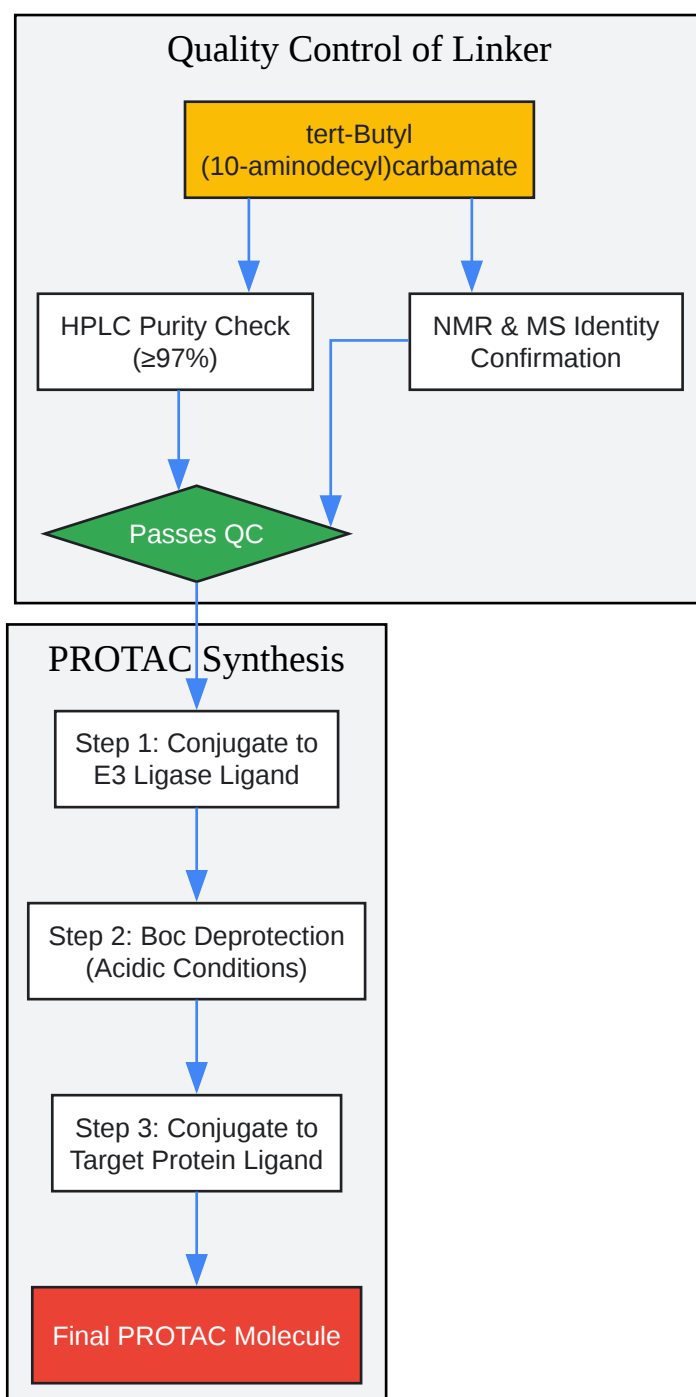 Quality Control of Linker
tert-Butyl
(10-aminodecyl)carbamate
HPLC Purity Check
(≥97%)
NMR & MS Identity
Confirmation
Passes QC
PROTAC Synthesis
Step 1: Conjugate to
E3 Ligase Ligand
Step 2: Boc Deprotection
(Acidic Conditions)
Step 3: Conjugate to
Target Protein Ligand
Final PROTAC Molecule